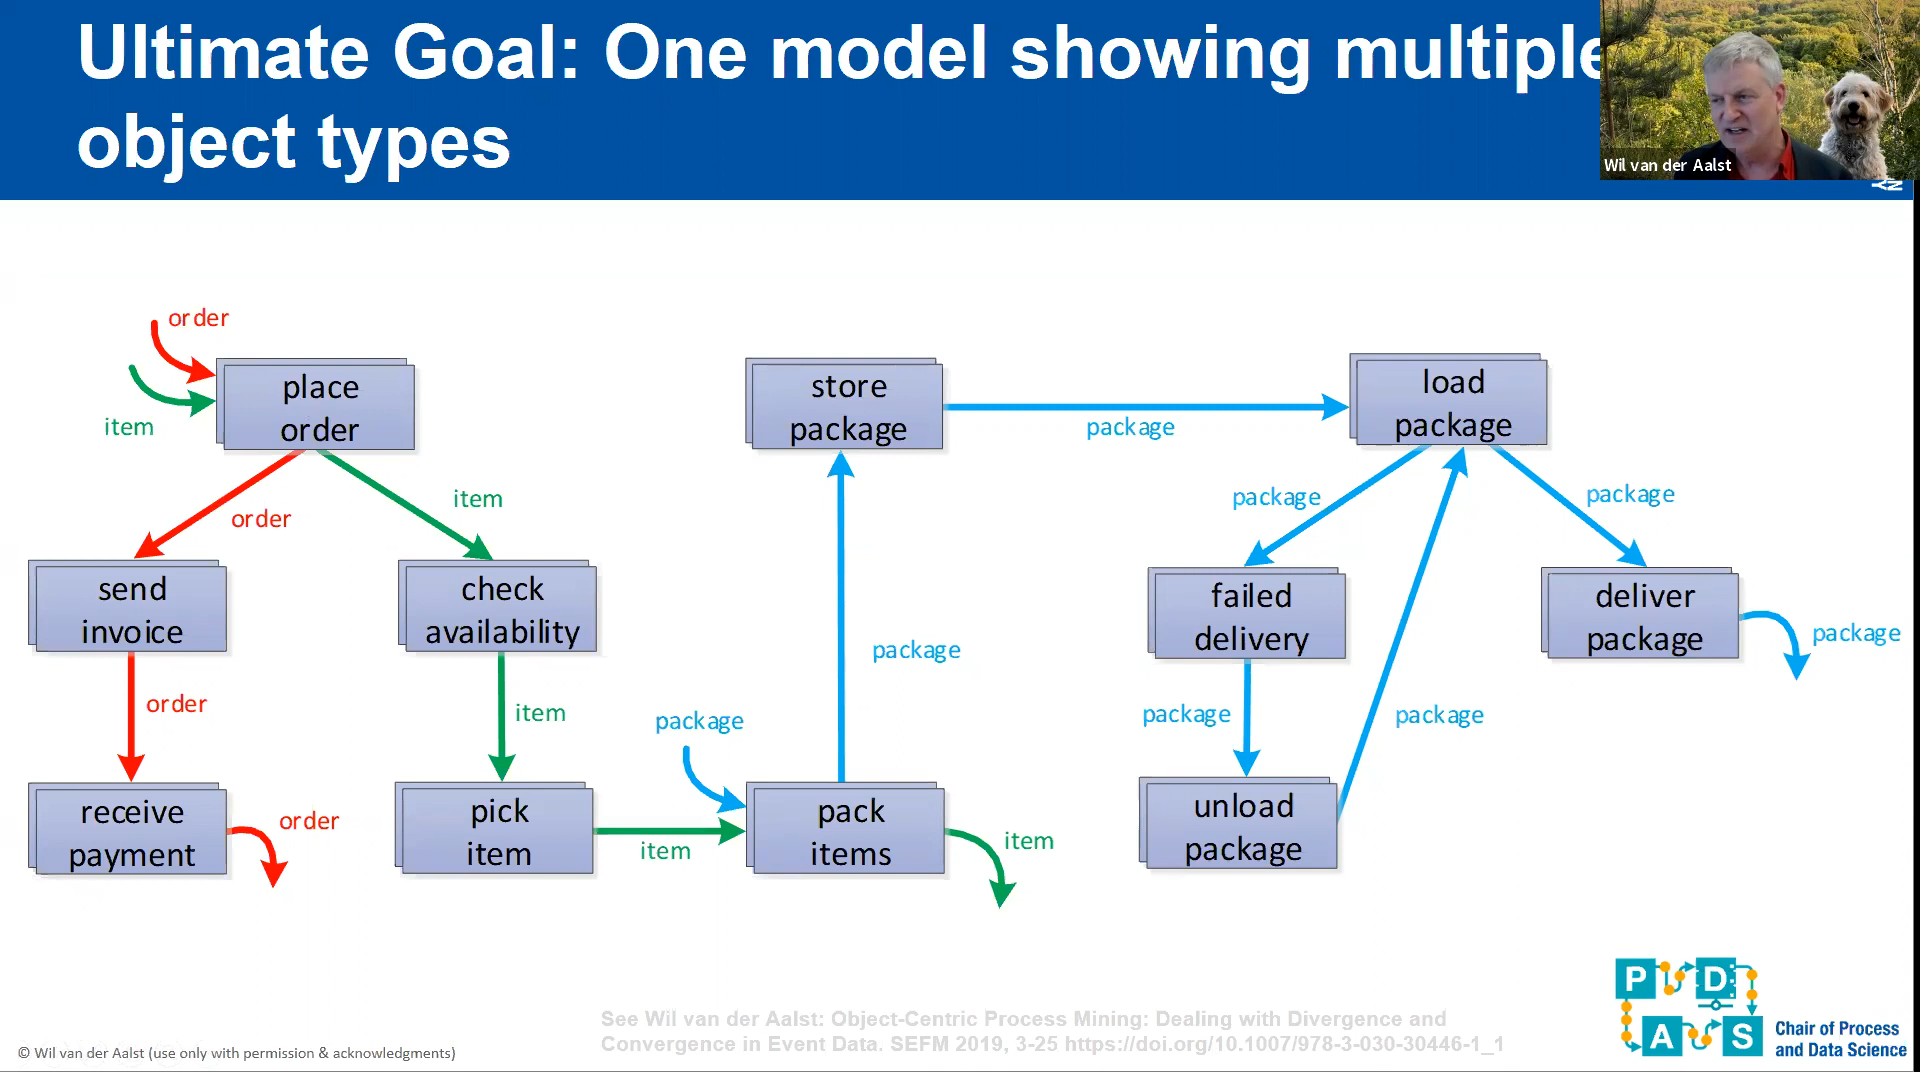 Ultimate Goal: One model showing multiple
object types
Wil van der Aalst
order
item
place
order
order
item
send
invoice
check
availability
order
item
receive
payment
order
pick
item
item
package
pack
items
item
package
store
package
package
load
package
package
package
failed
delivery
deliver
package
package
package
package
unload
package
See Wil van der Aalst: Object-Centric Process Mining: Dealing with Divergence and
Convergence in Event Data. SEFM 2019, 3-25 https://doi.org/10.1007/978-3-030-30446-1_1
© Wil van der Aalst (use only with permission & acknowledgments)
P D
A S
Chair of Process
and Data Science